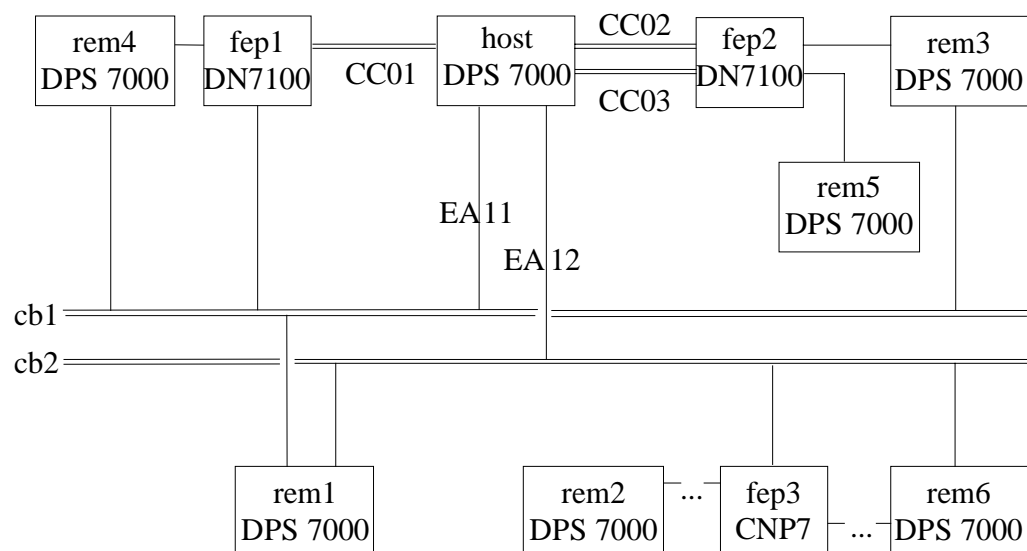 rem4
DPS 7000
fep1
DN7100
CC01
host
DPS 7000
CC02
CC03
fep2
DN7100
rem3
DPS 7000
rem5
DPS 7000
EA11
EA12
cb1
cb2
rem1
DPS 7000
rem2
DPS 7000
...
fep3
CNP7
...
rem6
DPS 7000